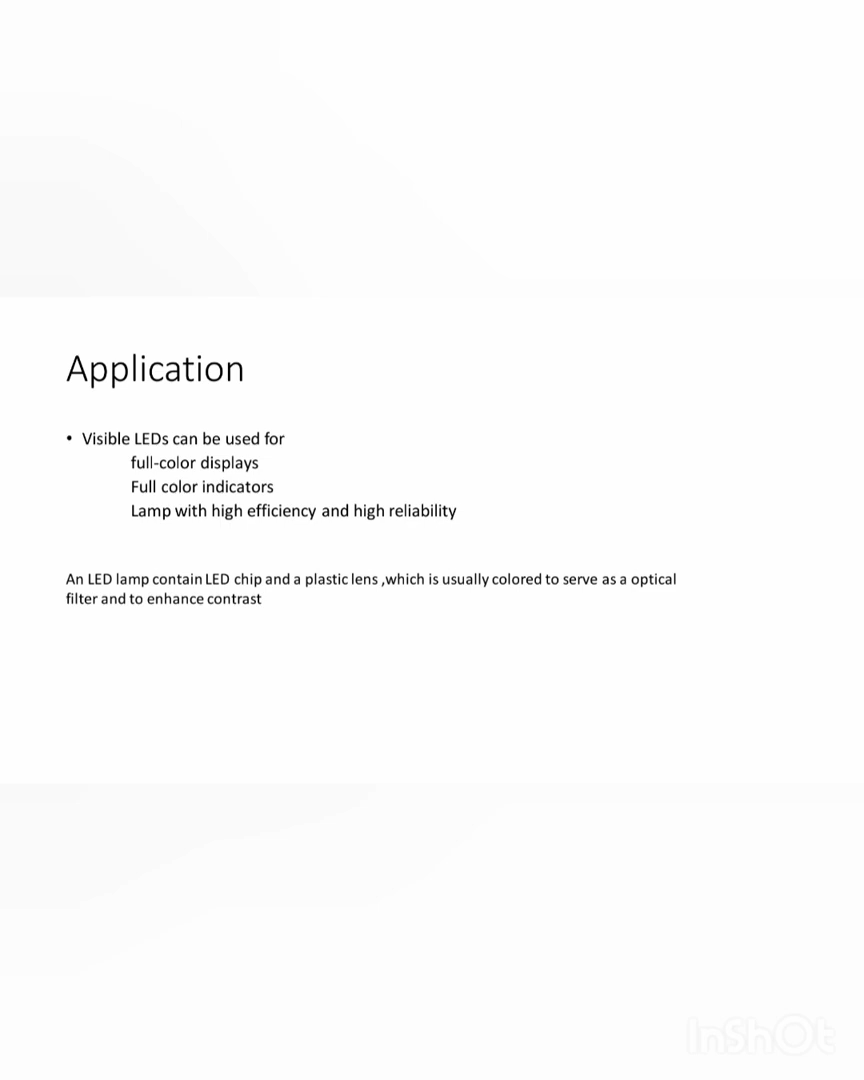 Application
• Visible LEDs can be used for
full-color displays
Full color indicators
Lamp with high efficiency and high reliability
An LED lamp contain LED chip and a plastic lens ,which is usually colored to serve as a optical
filter and to enhance contrast
InShOt